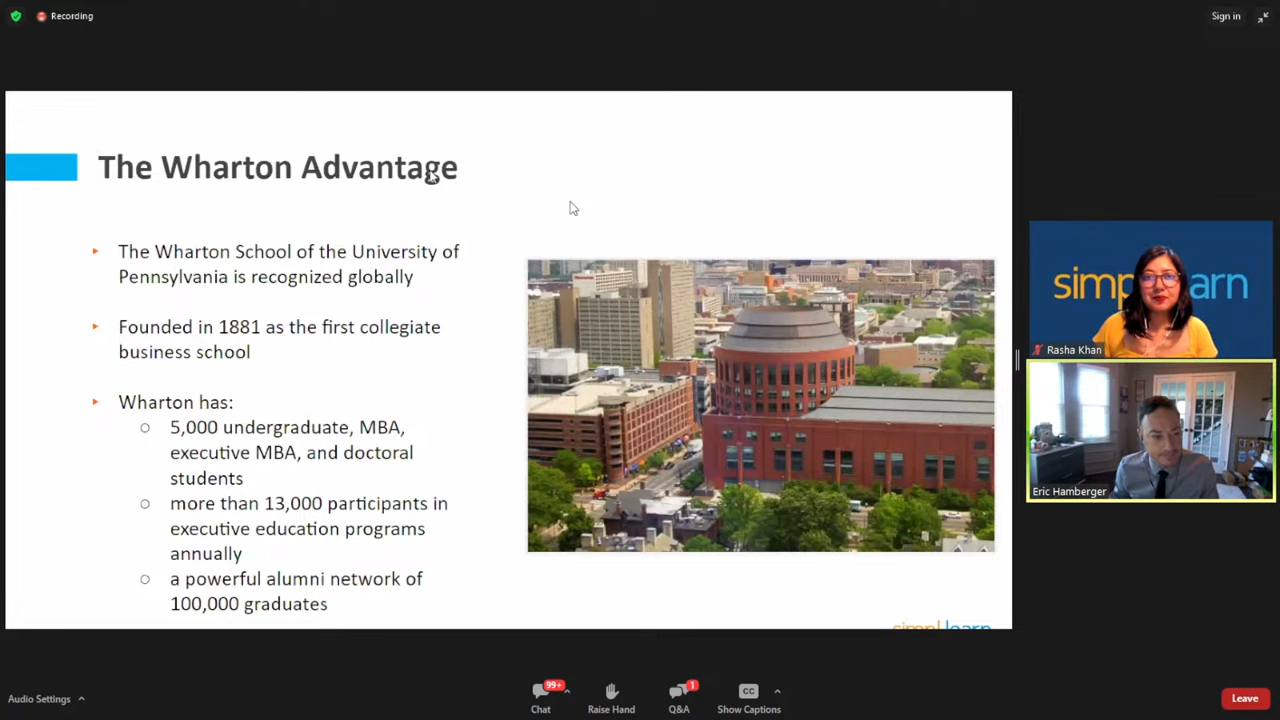 Recording
Sign in
The Wharton Advantage
The Wharton School of the University of
Pennsylvania is recognized globally
Founded in 1881 as the first collegiate
business school
Wharton has:
5,000 undergraduate, MBA,
executive MBA, and doctoral
students
more than 13,000 participants in
executive education programs
annually
a powerful alumni network of
100,000 graduates
simplilearn
Rasha Khan
Eric Hamberger
Audio Settings
99+
Chat
Raise Hand
1
Q&A
CC
Show Captions
Leave